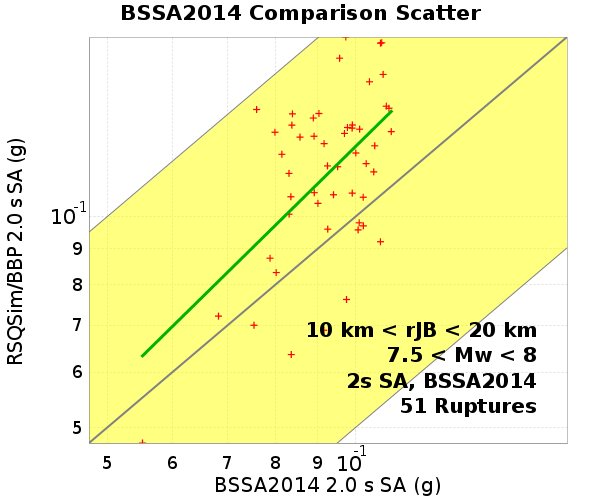 BSSA2014 Comparison Scatter
RSQSim/BBP 2.0 s SA (g)
10⁻¹
9
8
7
6
5
10 km < rJB < 20 km
7.5 < Mw < 8
2s SA, BSSA2014
51 Ruptures
5 6 7 8 9 10⁻¹
BSSA2014 2.0 s SA (g)